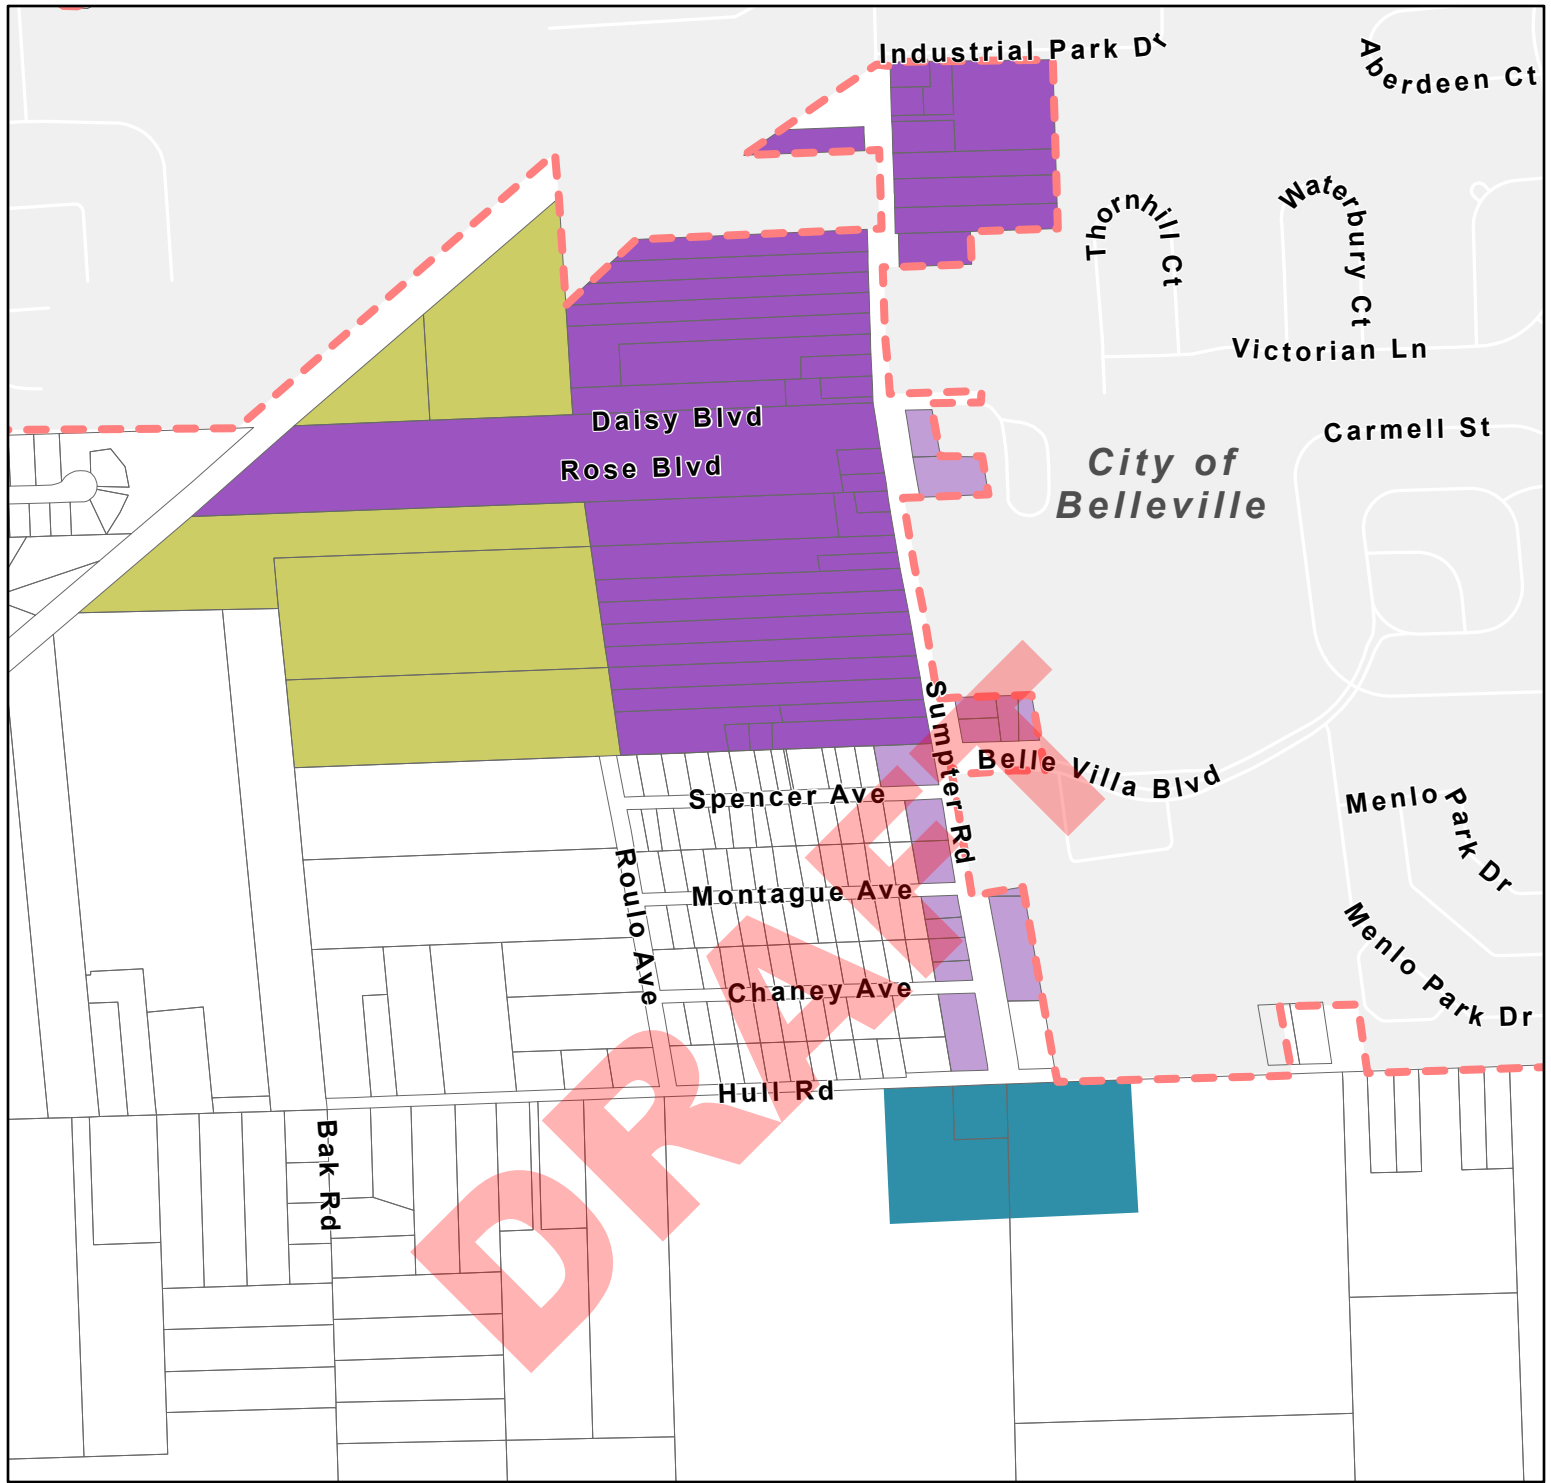 Industrial Park Dr
Aberdeen Ct
Thornhill Ct
Waterbury Ct
Victorian Ln
Daisy Blvd
Carmell St
Rose Blvd
City of
Belleville
Sumpter Rd
Belle Villa Blvd
Spencer Ave
Menlo Park Dr
Roulo Ave
Montague Ave
Menlo Park Dr
Chaney Ave
Hull Rd
Bak Rd
DRAFT